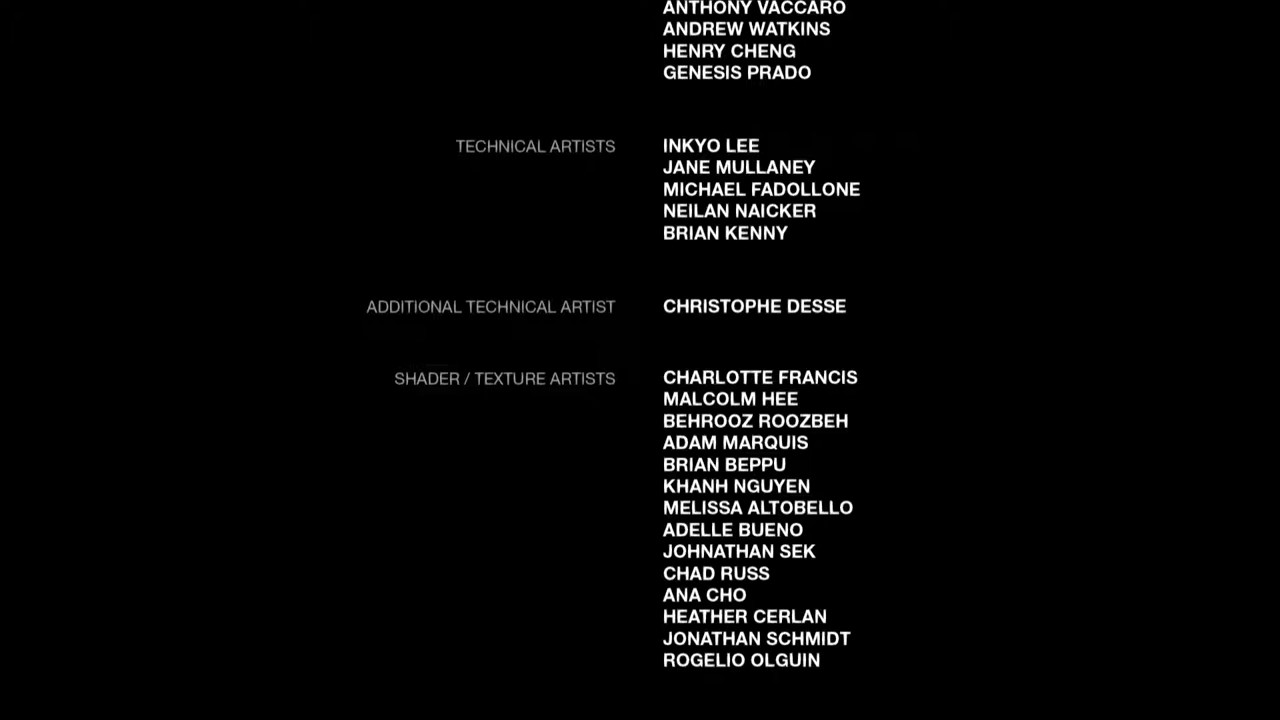 ANTHONY VACCARO
ANDREW WATKINS
HENRY CHENG
GENESIS PRADO
TECHNICAL ARTISTS INKYO LEE
JANE MULLANEY
MICHAEL FADOLLONE
NEILAN NAICKER
BRIAN KENNY
ADDITIONAL TECHNICAL ARTIST CHRISTOPHE DESSE
SHADER / TEXTURE ARTISTS CHARLOTTE FRANCIS
MALCOLM HEE
BEHROOZ ROOZBEH
ADAM MARQUIS
BRIAN BEPPU
KHANH NGUYEN
MELISSA ALTOBELLO
ADELLE BUENO
JOHNATHAN SEK
CHAD RUSS
ANA CHO
HEATHER CERLAN
JONATHAN SCHMIDT
ROGELIO OLGUIN